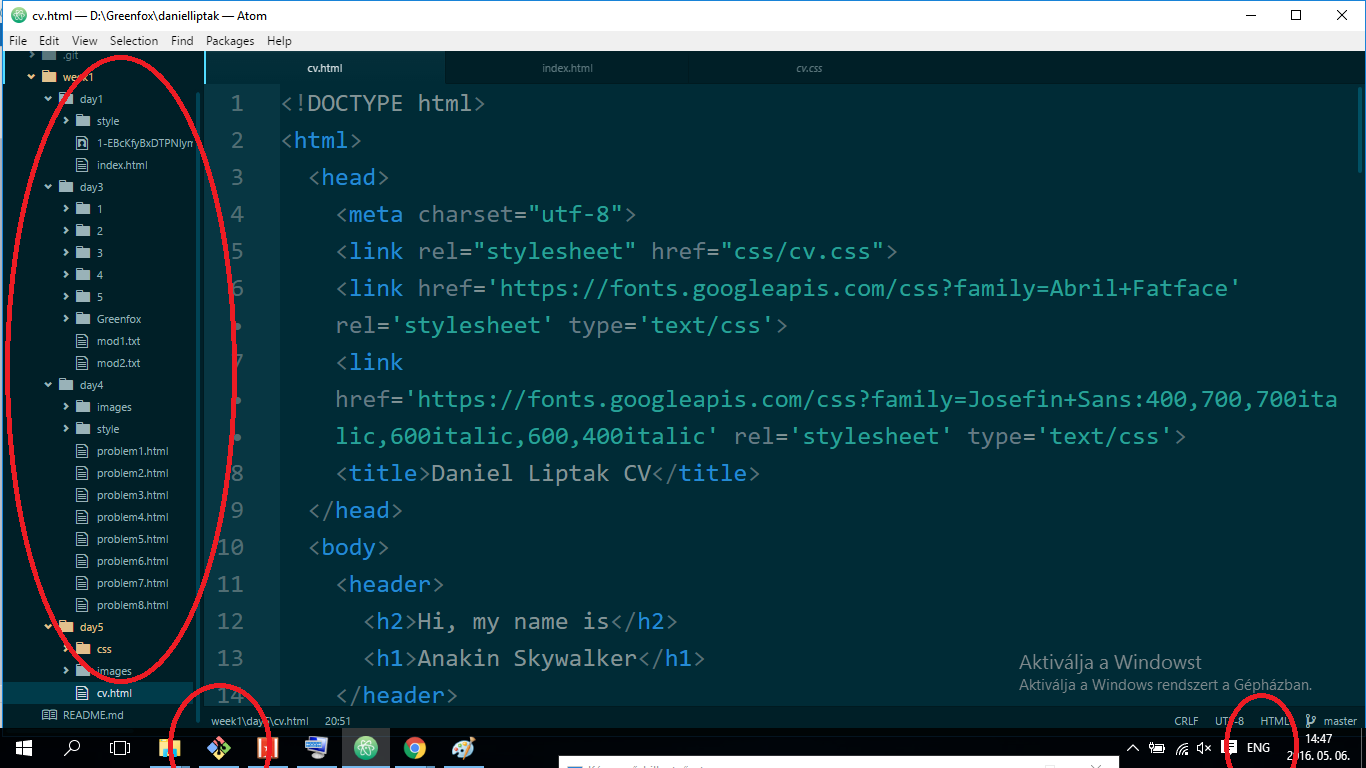 cv.html — D:\Greenfox\danielliptak — Atom
File Edit View Selection Find Packages Help
.git
week1
day1
style
1-EBcKfyBxDTPNlym
index.html
day3
1
2
3
4
5
Greenfox
mod1.txt
mod2.txt
day4
images
style
problem1.html
problem2.html
problem3.html
problem4.html
problem5.html
problem6.html
problem7.html
problem8.html
day5
css
images
cv.html
README.md
cv.html index.html cv.css
1 <!DOCTYPE html>
2 <html>
3 <head>
4 <meta charset="utf-8">
5 <link rel="stylesheet" href="css/cv.css">
6 <link href='https://fonts.googleapis.com/css?family=Abril+Fatface'
• rel='stylesheet' type='text/css'>
7 <link
• href='https://fonts.googleapis.com/css?family=Josefin+Sans:400,700,700ita
• lic,600italic,600,400italic' rel='stylesheet' type='text/css'>
8 <title>Daniel Liptak CV</title>
9 </head>
10 <body>
11 <header>
12 <h2>Hi, my name is</h2>
13 <h1>Anakin Skywalker</h1>
14 </header>
Aktiválja a Windowst
Aktiválja a Windows rendszert a Gépházban.
week1\day5\cv.html 20:51 CRLF UTF-8 HTML master
ENG
14:47
2016. 05. 06.